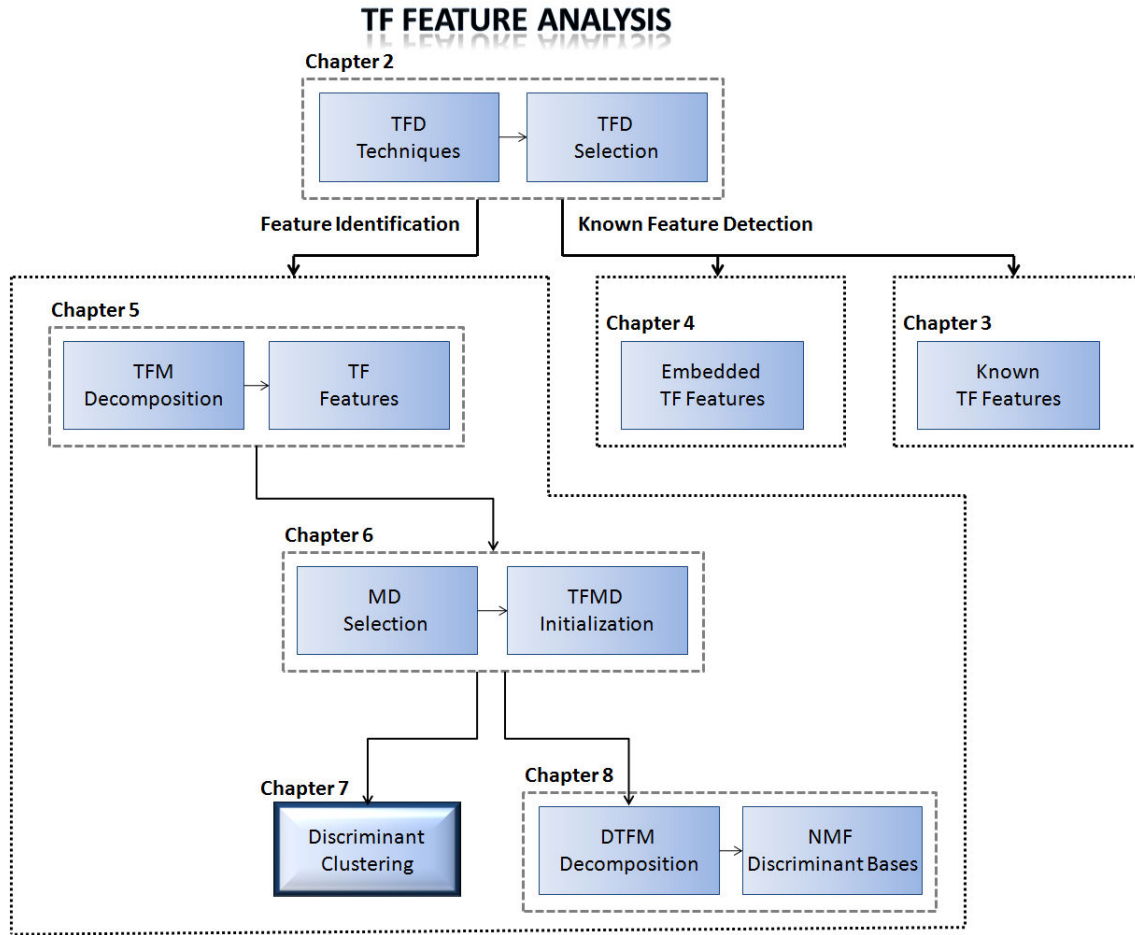 TF FEATURE ANALYSIS
Chapter 2
TFD
Techniques
TFD
Selection
Feature Identification
Known Feature Detection
Chapter 5
TFM
Decomposition
TF
Features
Chapter 4
Embedded
TF Features
Chapter 3
Known
TF Features
Chapter 6
MD
Selection
TFMD
Initialization
Chapter 7
Discriminant
Clustering
Chapter 8
DTFM
Decomposition
NMF
Discriminant Bases